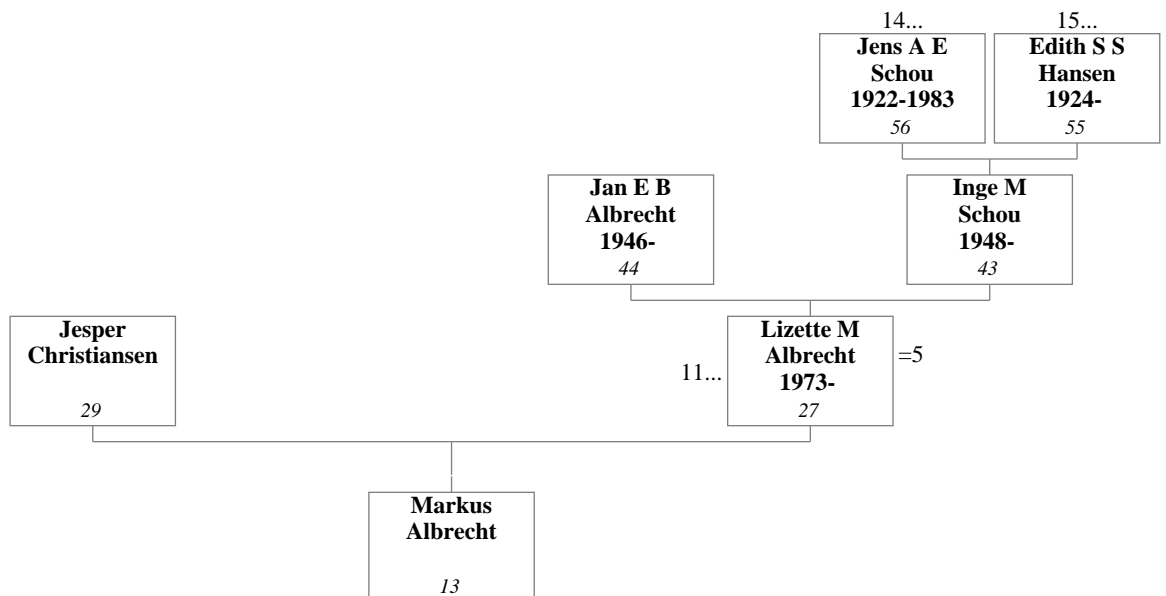 14...
15...
Jens A E
Schou
1922-1983
56
Edith S S
Hansen
1924-
55
Jan E B
Albrecht
1946-
44
Inge M
Schou
1948-
43
Jesper
Christiansen
29
11...
Lizette M
Albrecht
1973-
27
=5
Markus
Albrecht
13